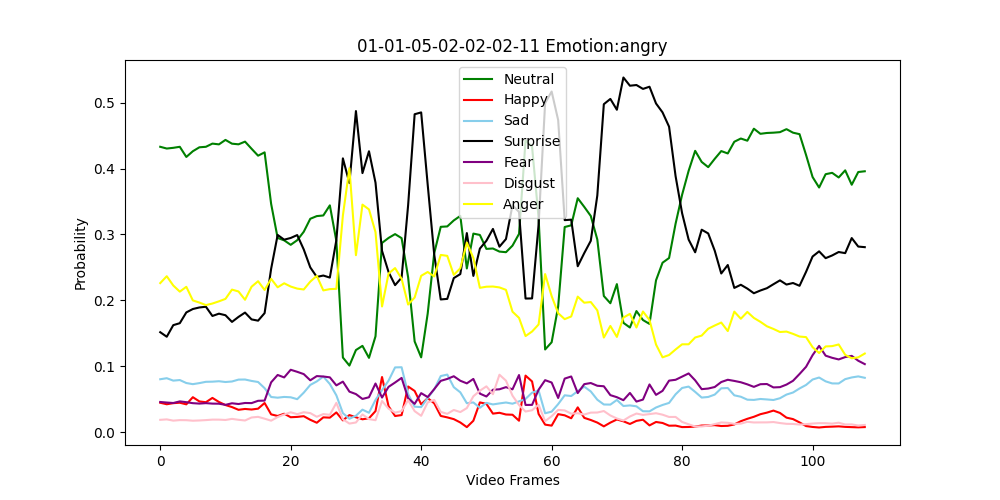 01-01-05-02-02-02-11 Emotion:angry
Neutral
Happy
Sad
Surprise
Fear
Disgust
Anger
Probability
0.5
0.4
0.3
0.2
0.1
0.0
0 20 40 60 80 100
Video Frames